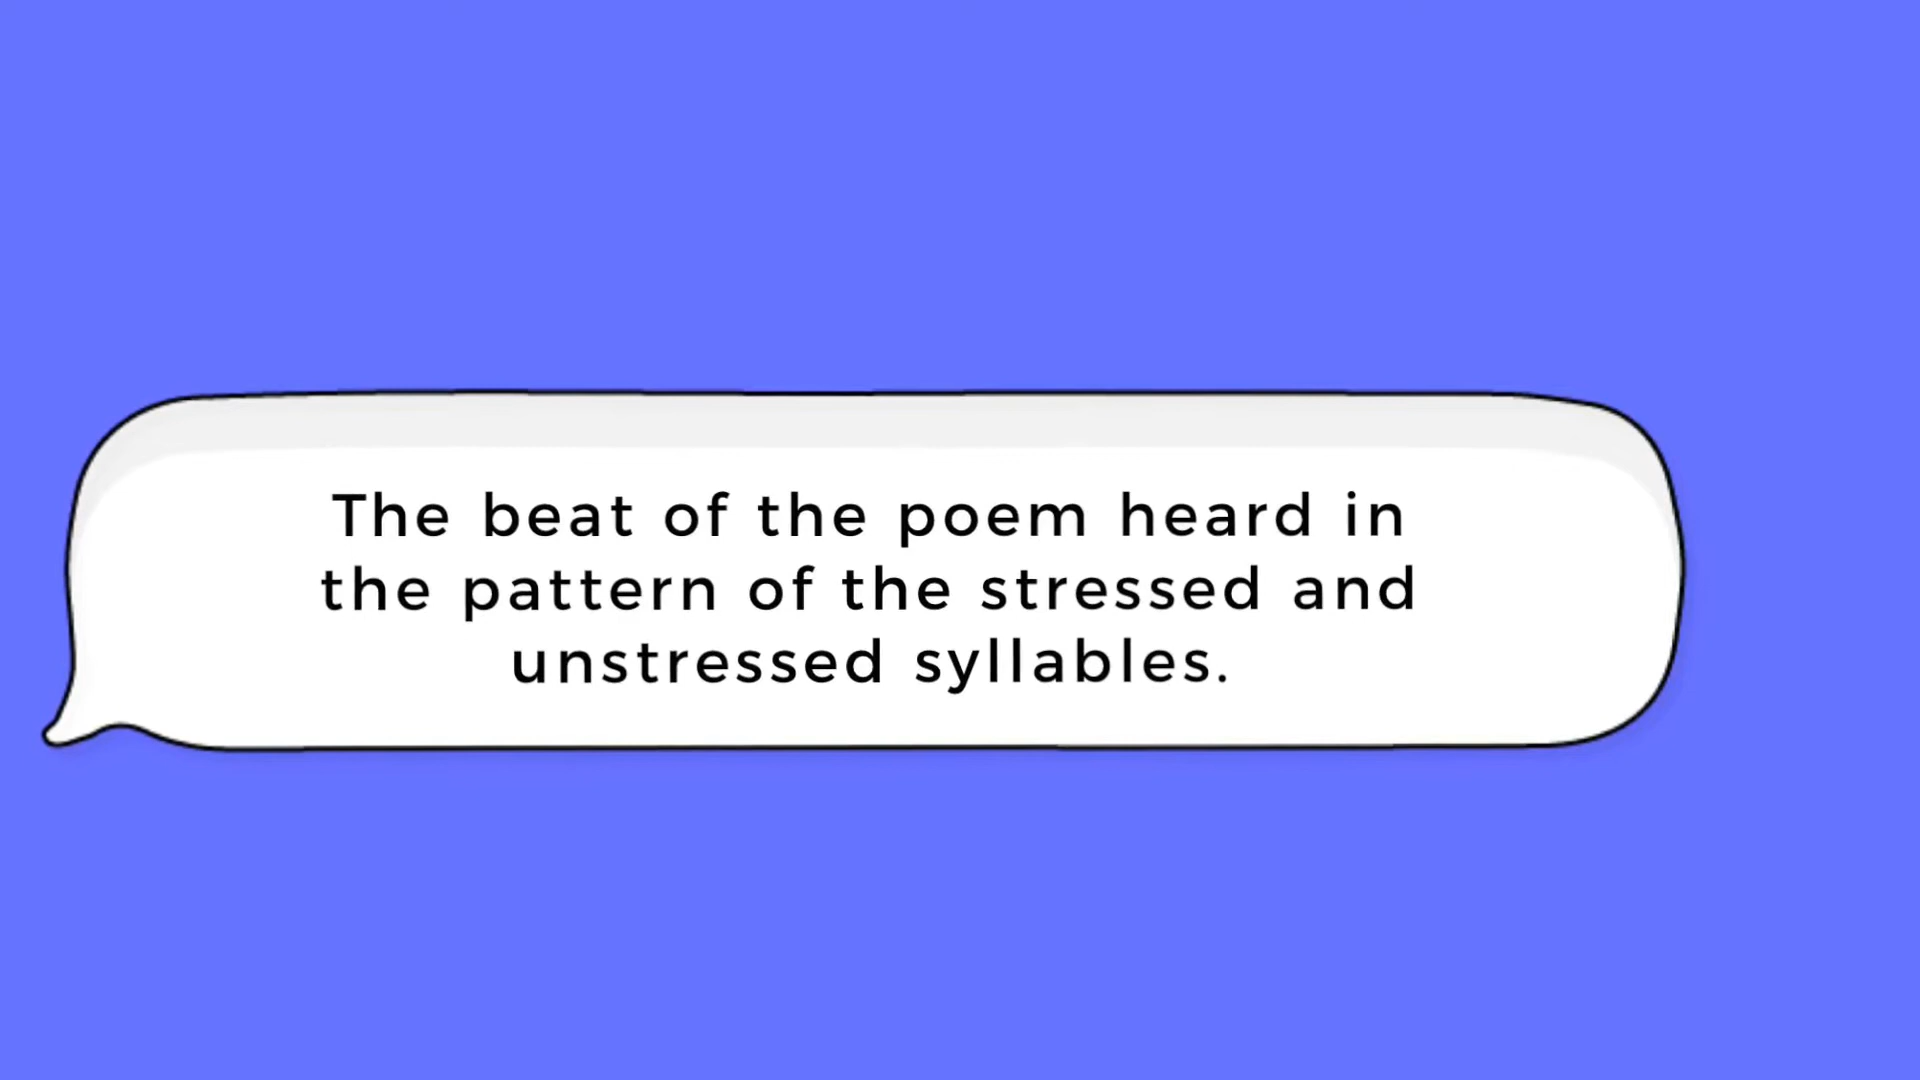 The beat of the poem heard in
the pattern of the stressed and
unstressed syllables.